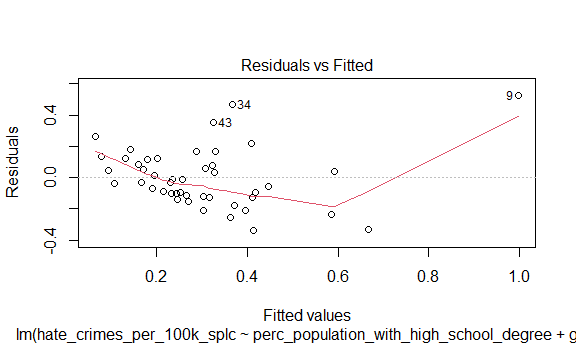 Residuals vs Fitted
Residuals
0.4
0.0
-0.4
34
43
9
0.2
0.4
0.6
0.8
1.0
Fitted values
lm(hate_crimes_per_100k_splc ~ perc_population_with_high_school_degree + g